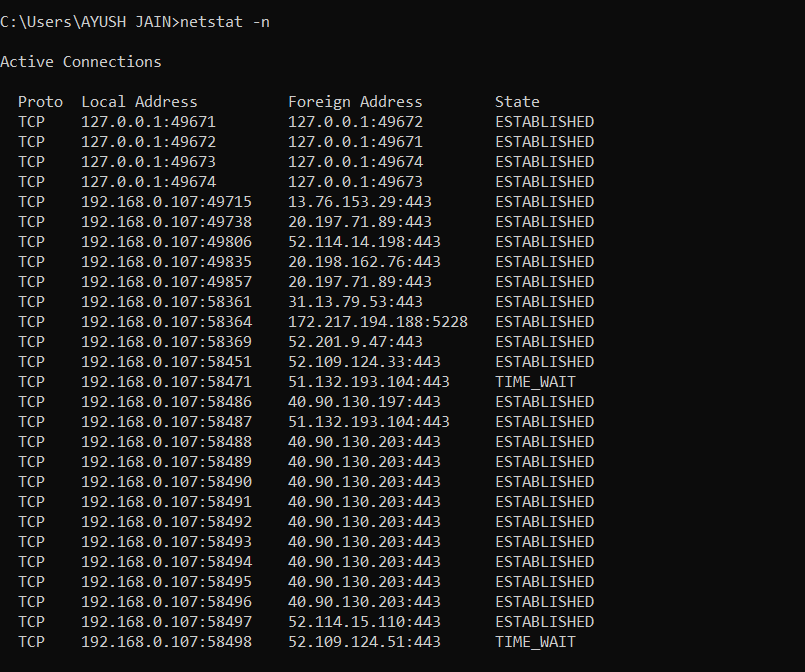 C:\Users\AYUSH JAIN>netstat -n
Active Connections
Proto Local Address Foreign Address State
TCP 127.0.0.1:49671 127.0.0.1:49672 ESTABLISHED
TCP 127.0.0.1:49672 127.0.0.1:49671 ESTABLISHED
TCP 127.0.0.1:49673 127.0.0.1:49674 ESTABLISHED
TCP 127.0.0.1:49674 127.0.0.1:49673 ESTABLISHED
TCP 192.168.0.107:49715 13.76.153.29:443 ESTABLISHED
TCP 192.168.0.107:49738 20.197.71.89:443 ESTABLISHED
TCP 192.168.0.107:49806 52.114.14.198:443 ESTABLISHED
TCP 192.168.0.107:49835 20.198.162.76:443 ESTABLISHED
TCP 192.168.0.107:49857 20.197.71.89:443 ESTABLISHED
TCP 192.168.0.107:58361 31.13.79.53:443 ESTABLISHED
TCP 192.168.0.107:58364 172.217.194.188:5228 ESTABLISHED
TCP 192.168.0.107:58369 52.201.9.47:443 ESTABLISHED
TCP 192.168.0.107:58451 52.109.124.33:443 ESTABLISHED
TCP 192.168.0.107:58471 51.132.193.104:443 TIME_WAIT
TCP 192.168.0.107:58486 40.90.130.197:443 ESTABLISHED
TCP 192.168.0.107:58487 51.132.193.104:443 ESTABLISHED
TCP 192.168.0.107:58488 40.90.130.203:443 ESTABLISHED
TCP 192.168.0.107:58489 40.90.130.203:443 ESTABLISHED
TCP 192.168.0.107:58490 40.90.130.203:443 ESTABLISHED
TCP 192.168.0.107:58491 40.90.130.203:443 ESTABLISHED
TCP 192.168.0.107:58492 40.90.130.203:443 ESTABLISHED
TCP 192.168.0.107:58493 40.90.130.203:443 ESTABLISHED
TCP 192.168.0.107:58494 40.90.130.203:443 ESTABLISHED
TCP 192.168.0.107:58495 40.90.130.203:443 ESTABLISHED
TCP 192.168.0.107:58496 40.90.130.203:443 ESTABLISHED
TCP 192.168.0.107:58497 52.114.15.110:443 ESTABLISHED
TCP 192.168.0.107:58498 52.109.124.51:443 TIME_WAIT